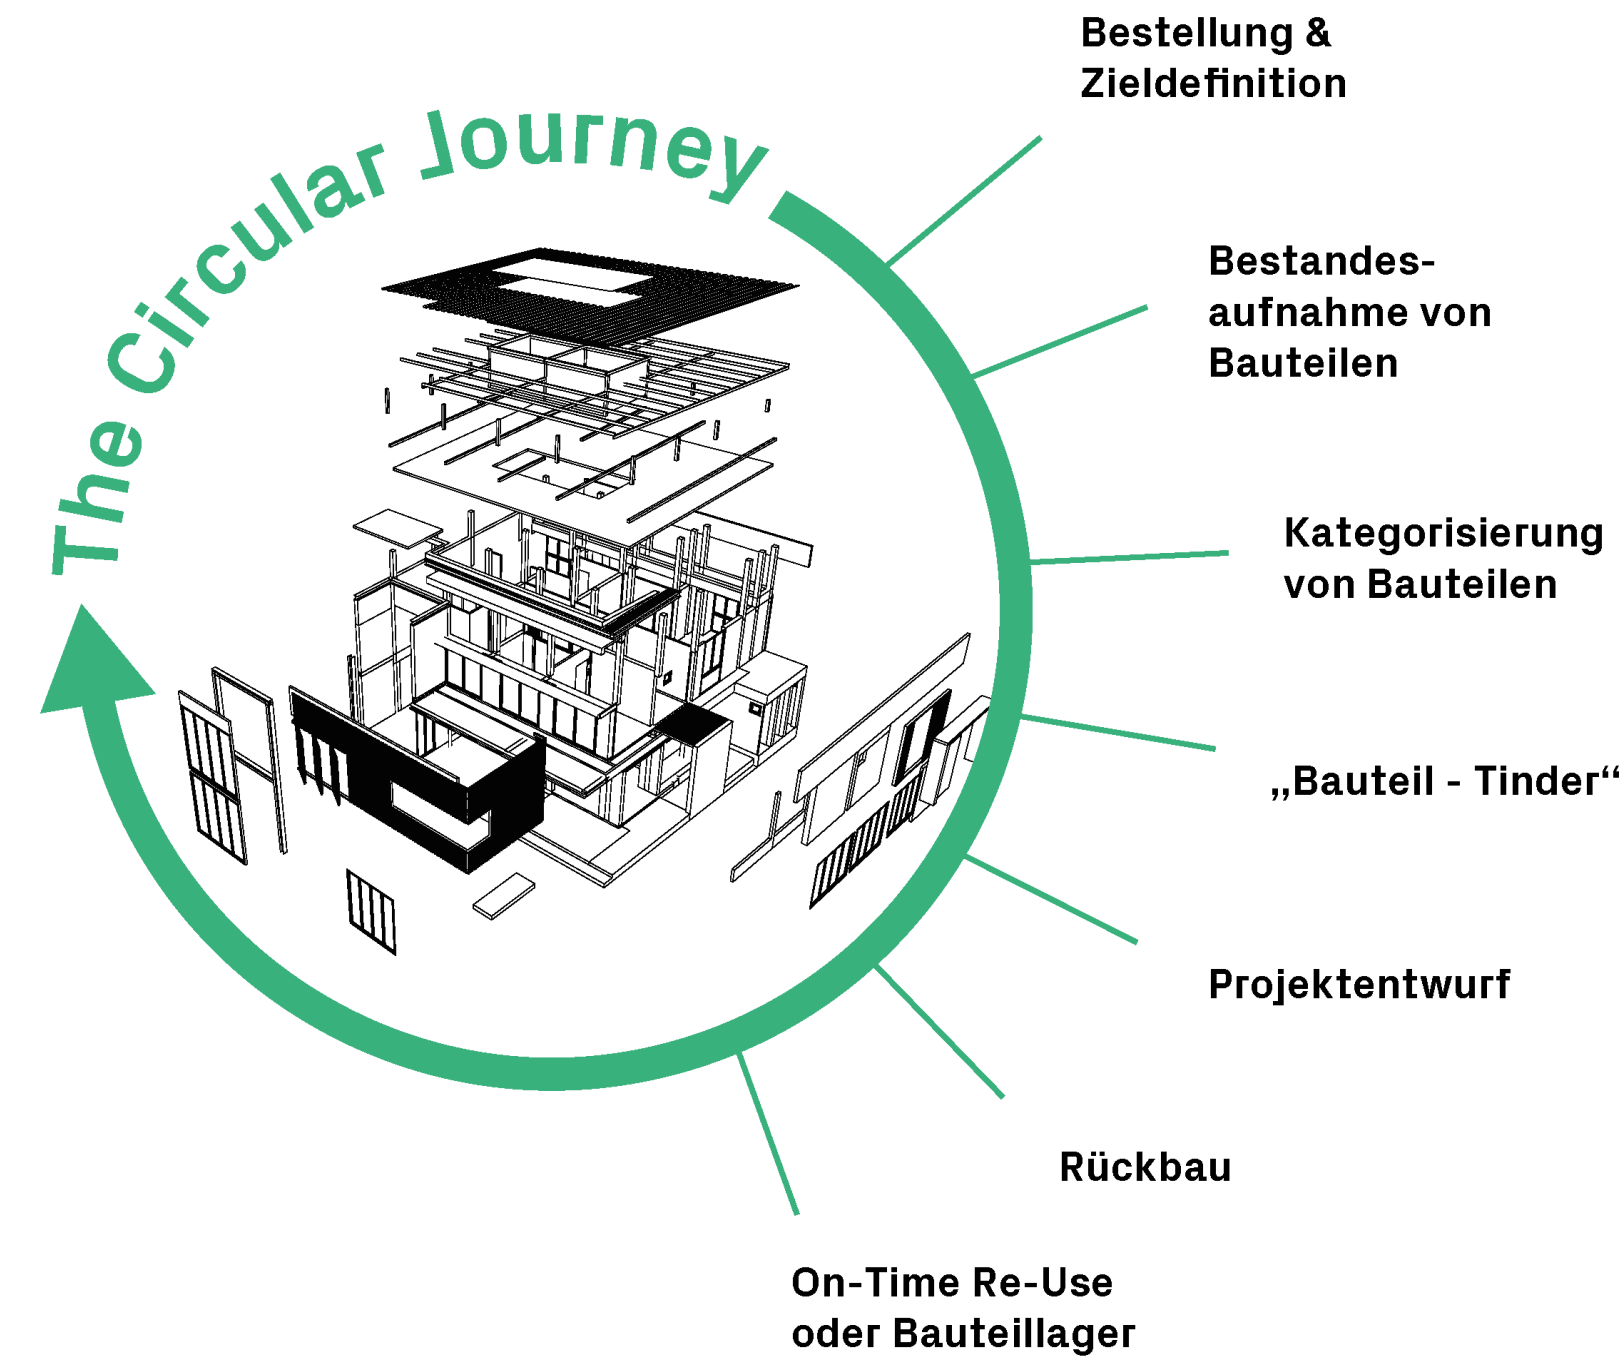 The Circular Journey
Bestellung &
Zieldefinition
Bestandes-
aufnahme von
Bauteilen
Kategorisierung
von Bauteilen
„Bauteil - Tinder“
Projektentwurf
Rückbau
On-Time Re-Use
oder Bauteillager